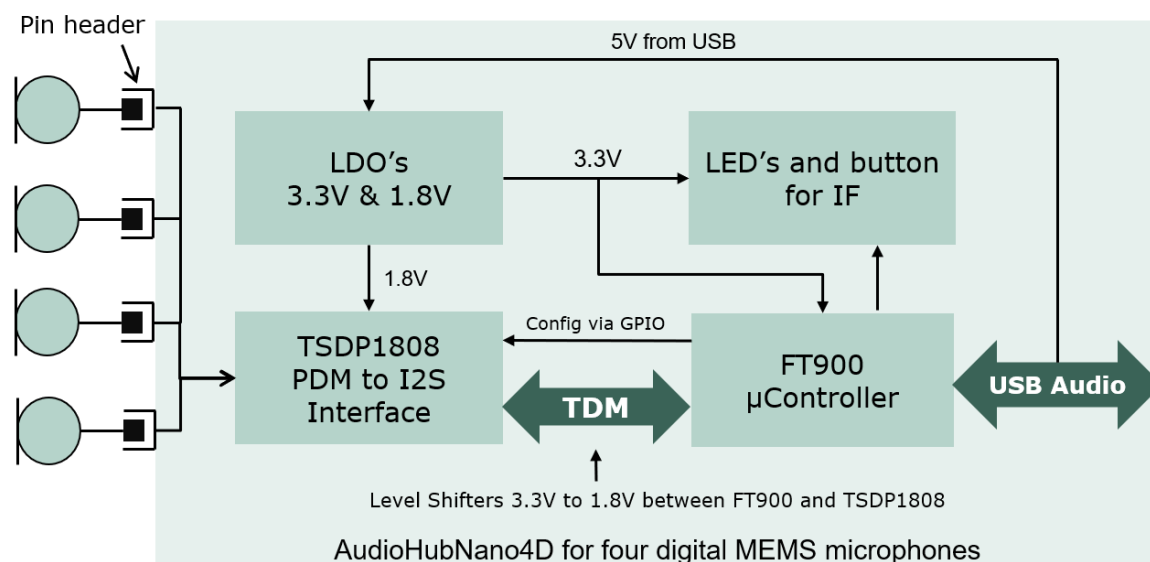 Pin header
5V from USB
LDO's
3.3V & 1.8V
3.3V
LED's and button
for IF
1.8V
TSDP1808
PDM to I2S
Interface
Config via GPIO
TDM
FT900
µController
USB Audio
Level Shifters 3.3V to 1.8V between FT900 and TSDP1808
AudioHubNano4D for four digital MEMS microphones